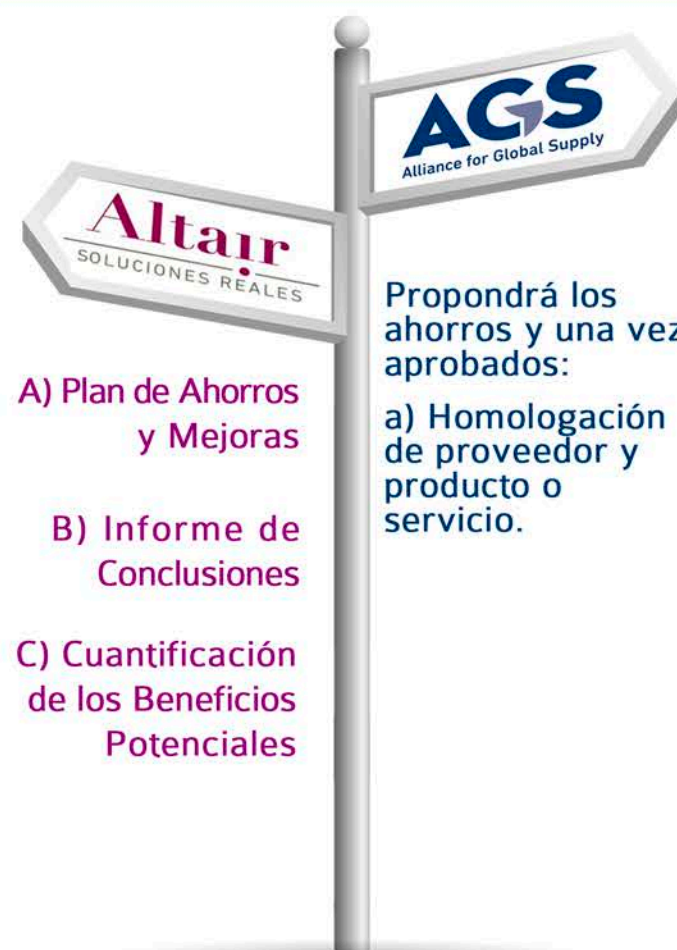 AGS
Alliance for Global Supply
Altair
SOLUCIONES REALES
A) Plan de Ahorros
y Mejoras
B) Informe de
Conclusiones
C) Cuantificación
de los Beneficios
Potenciales
Propondrá los
ahorros y una vez
aprobados:
a) Homologación
de proveedor y
producto o
servicio.